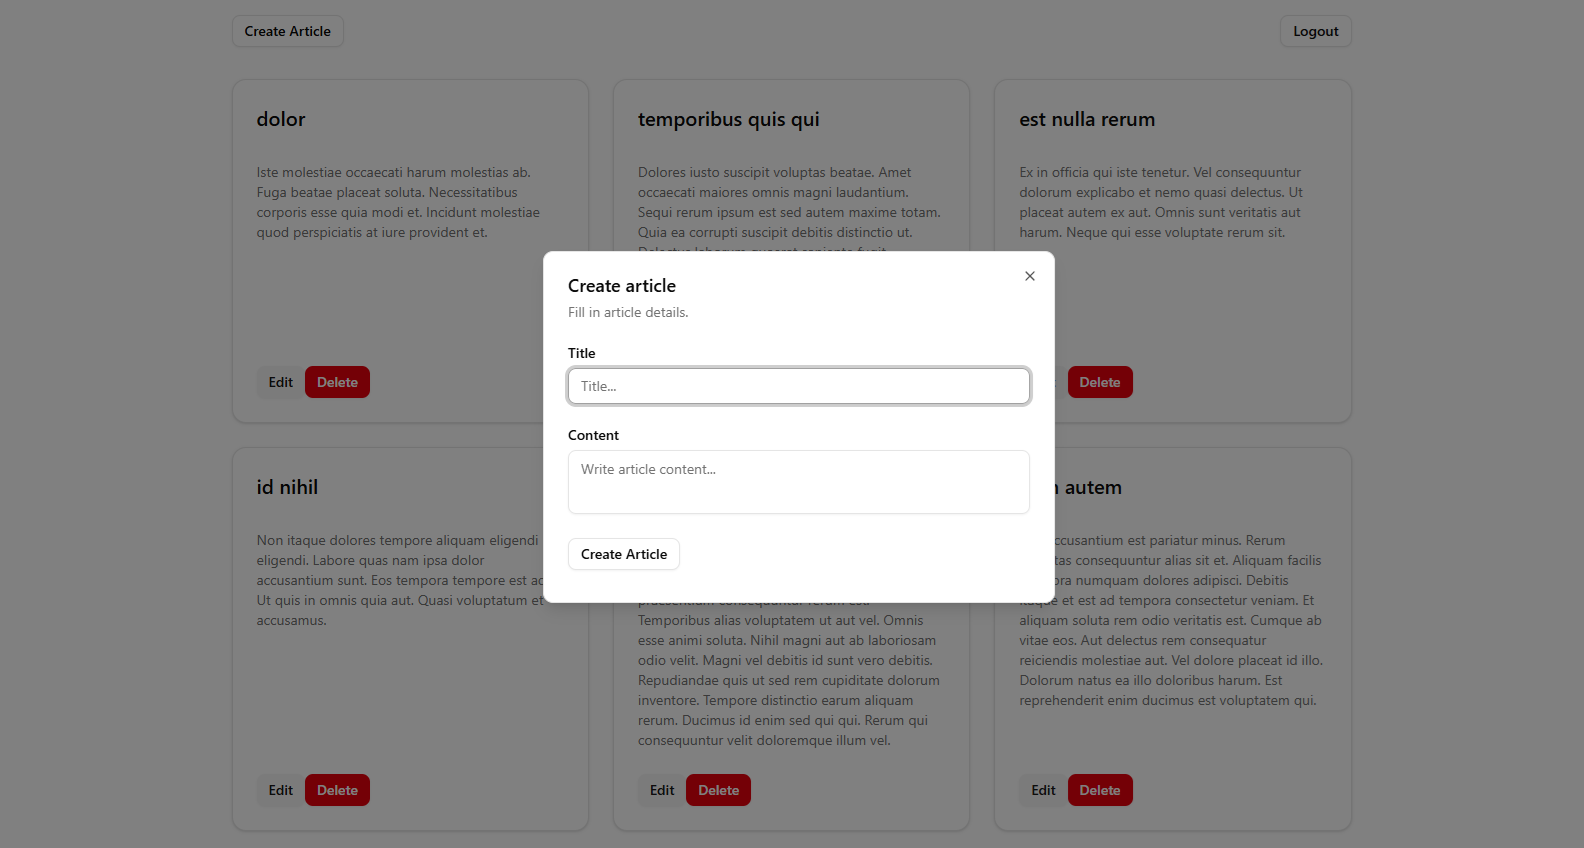 Create Article
Logout
dolor
Iste molestiae occaecati harum molestias ab.
Fuga beatae placeat soluta. Necessitatibus
corporis esse quia modi et. Incidunt molestiae
quod perspiciatis at iure provident et.
Edit
Delete
temporibus quis qui
Dolores iusto suscipit voluptas beatae. Amet
occaecati maiores omnis magni laudantium.
Sequi rerum ipsum est sed autem maxime totam.
Quia ea corrupti suscipit debitis distinctio ut.
est nulla rerum
Ex in officia qui iste tenetur. Vel consequuntur
dolorum explicabo et nemo quasi delectus. Ut
placeat autem ex aut. Omnis sunt veritatis aut
harum. Neque qui esse voluptate rerum sit.
Delete
Create article
Fill in article details.
Title
Title...
Content
Write article content...
Create Article
id nihil
Non itaque dolores tempore aliquam eligendi
eligendi. Labore quas nam ipsa dolor
accusantium sunt. Eos tempora tempore est
Ut quis in omnis quia aut. Quasi voluptatum et
accusamus.
Edit
Delete
Temporibus alias voluptatem ut aut vel. Omnis
esse animi soluta. Nihil magni aut ab laboriosam
odio velit. Magni vel debitis id sunt vero debitis.
Repudiandae quis ut sed rem cupiditate dolorum
inventore. Tempore distinctio earum aliquam
rerum. Ducimus id enim sed qui qui. Rerum qui
consequuntur velit doloremque illum vel.
Edit
Delete
autem
est pariatur minus. Rerum
consequuntur alias sit et. Aliquam facilis
numquam dolores adipisci. Debitis
itaque et est ad tempora consectetur veniam. Et
aliquam soluta rem odio veritatis est. Cumque ab
vitae eos. Aut delectus rem consequatur
reiciendis molestiae aut. Vel dolore placeat id illo.
Dolorum natus ea illo doloribus harum. Est
reprehenderit enim ducimus est voluptatem qui.
Edit
Delete